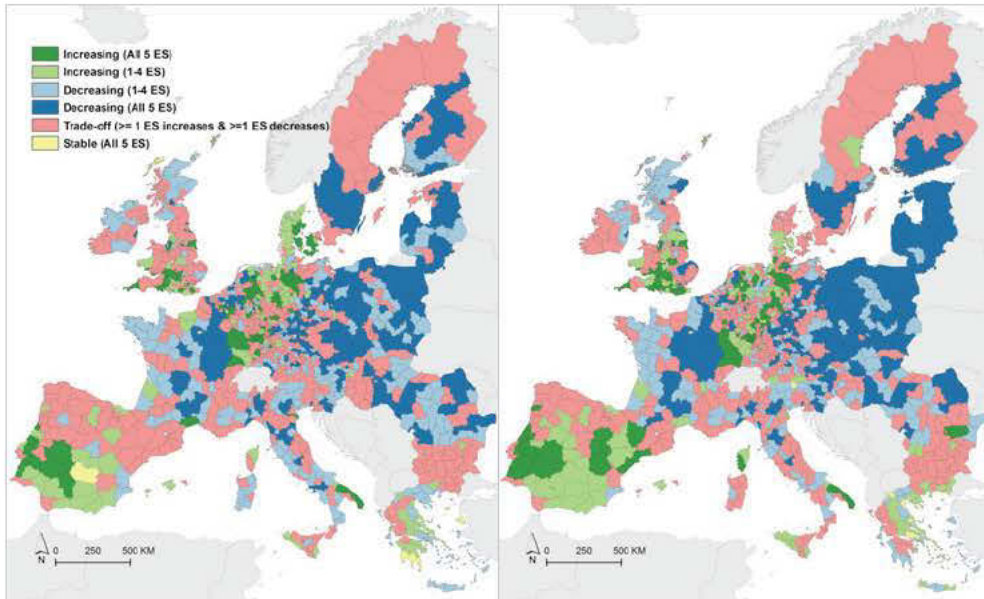 Increasing (All 5 ES)
Increasing (1-4 ES)
Decreasing (1-4 ES)
Decreasing (All 5 ES)
Trade-off (>= 1 ES increases & >=1 ES decreases)
Stable (All 5 ES)
N
0 250 500 KM
N
0 250 500 KM